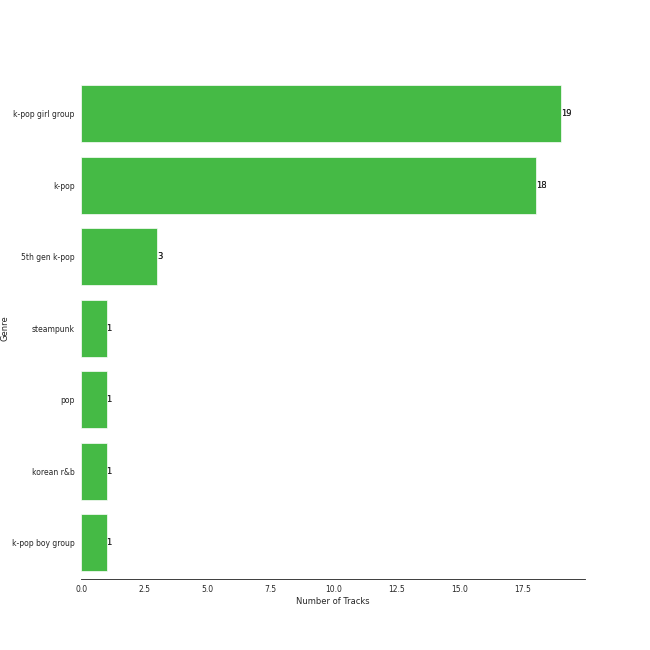 k-pop girl group
19
k-pop
18
5th gen k-pop
3
steampunk
1
Genre
pop
1
korean r&b
1
k-pop boy group
1
0.0 2.5 5.0 7.5 10.0 12.5 15.0 17.5
Number of Tracks